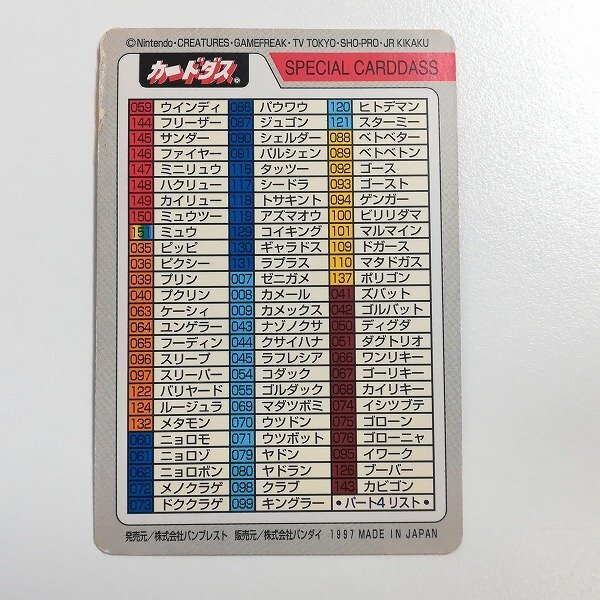 ©Nintendo・CREATURES・GAMEFREAK・TV TOKYO・SHO-PRO・JR KIKAKU
カードダス® SPECIAL CARDDASS
059 ウインディ 086 パウワウ 120 ヒトデマン
144 フリーザー 087 ジュゴン 121 スターミー
145 サンダー 090 シェルダー 088 ベトベター
146 ファイヤー 091 パルシェン 089 ベトベトン
147 ミニリュウ 116 タッツー 092 ゴース
148 ハクリュー 117 シードラ 093 ゴースト
149 カイリュー 118 トサキント 094 ゲンガー
150 ミュウツー 119 アズマオウ 100 ビリリダマ
151 ミュウ 129 コイキング 101 マルマイン
035 ピッピ 130 ギャラドス 109 ドガース
036 ピクシー 131 ラプラス 110 マタドガス
039 プリン 007 ゼニガメ 137 ポリゴン
040 プクリン 008 カメール 041 ズバット
063 ケーシィ 009 カメックス 042 ゴルバット
064 ユンゲラー 043 ナゾノクサ 050 ディグダ
065 フーディン 044 クサイハナ 051 ダグトリオ
096 スリープ 045 ラフレシア 066 ワンリキー
097 スリーパー 054 コダック 067 ゴーリキー
122 バリヤード 055 ゴルダック 068 カイリキー
124 ルージュラ 069 マダツボミ 074 イシツブテ
132 メタモン 070 ウツドン 075 ゴローン
060 ニョロモ 071 ウツボット 076 ゴローニャ
061 ニョロゾ 079 ヤドン 095 イワーク
062 ニョロボン 080 ヤドラン 126 ブーバー
072 メノクラゲ 098 クラブ 143 カビゴン
073 ドククラゲ 099 キングラー ・パート4リスト・
発売元/株式会社バンプレスト 販売元/株式会社バンダイ 1997 MADE IN JAPAN